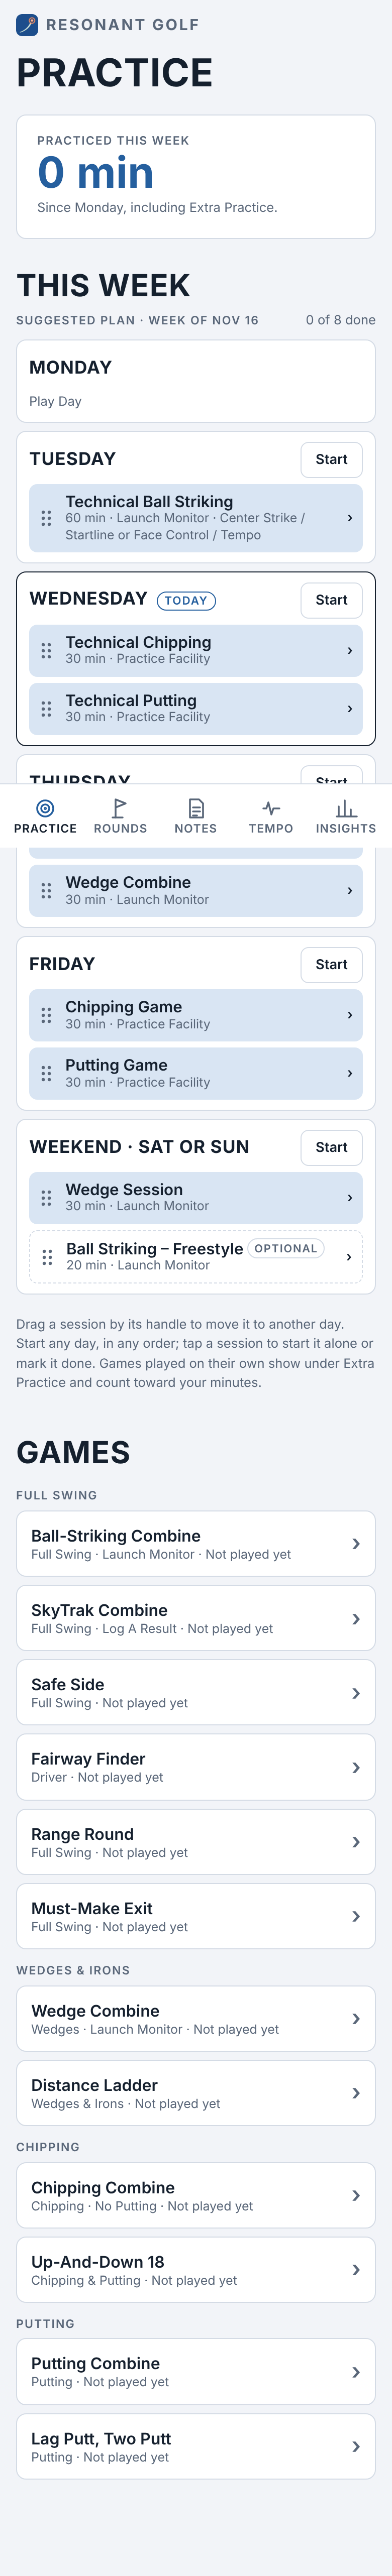 RESONANT GOLF
PRACTICE
PRACTICED THIS WEEK
0 min
Since Monday, including Extra Practice.
THIS WEEK
SUGGESTED PLAN · WEEK OF NOV 16
0 of 8 done
MONDAY
Play Day
TUESDAY
Start
Technical Ball Striking
60 min · Launch Monitor · Center Strike /
Startline or Face Control / Tempo
WEDNESDAY
TODAY
Start
Technical Chipping
30 min · Practice Facility
Technical Putting
30 min · Practice Facility
THURSDAY
Start
PRACTICE
ROUNDS
NOTES
TEMPO
INSIGHTS
Wedge Combine
30 min · Launch Monitor
FRIDAY
Start
Chipping Game
30 min · Practice Facility
Putting Game
30 min · Practice Facility
WEEKEND · SAT OR SUN
Start
Wedge Session
30 min · Launch Monitor
Ball Striking – Freestyle
OPTIONAL
20 min · Launch Monitor
Drag a session by its handle to move it to another day.
Start any day, in any order; tap a session to start it alone or
mark it done. Games played on their own show under Extra
Practice and count toward your minutes.
GAMES
FULL SWING
Ball-Striking Combine
Full Swing · Launch Monitor · Not played yet
SkyTrak Combine
Full Swing · Log A Result · Not played yet
Safe Side
Full Swing · Not played yet
Fairway Finder
Driver · Not played yet
Range Round
Full Swing · Not played yet
Must-Make Exit
Full Swing · Not played yet
WEDGES & IRONS
Wedge Combine
Wedges · Launch Monitor · Not played yet
Distance Ladder
Wedges & Irons · Not played yet
CHIPPING
Chipping Combine
Chipping · No Putting · Not played yet
Up-And-Down 18
Chipping & Putting · Not played yet
PUTTING
Putting Combine
Putting · Not played yet
Lag Putt, Two Putt
Putting · Not played yet